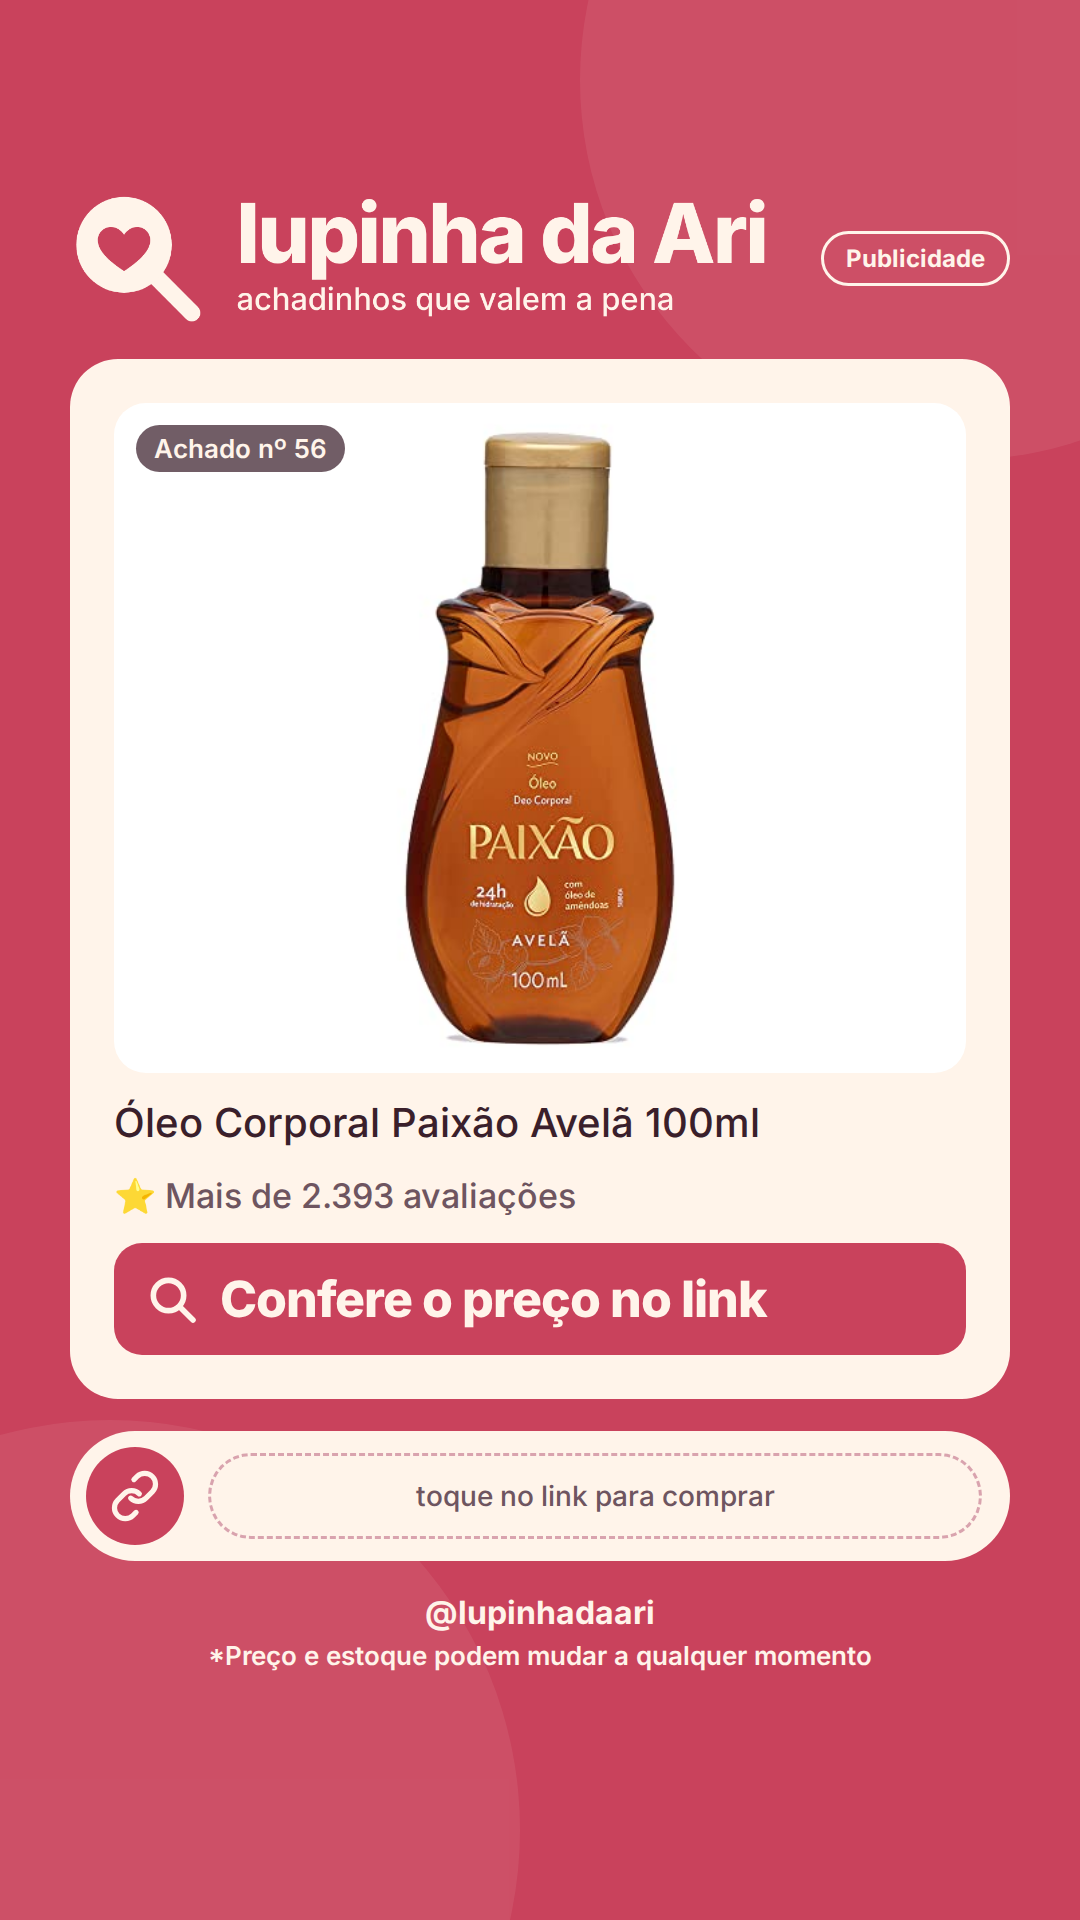 lupinha da Ari
achadinhos que valem a pena
Publicidade
Achado nº 56
NOVO
Óleo
Deo Corporal
PAIXÃO
24h
de hidratação
com
óleo de
amêndoas
AVELÃ
100mL
Óleo Corporal Paixão Avelã 100ml
⭐ Mais de 2.393 avaliações
Confere o preço no link
toque no link para comprar
@lupinhadaari
*Preço e estoque podem mudar a qualquer momento